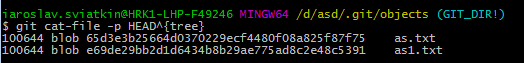 jaroslav.sviatkin@HRK1-LHP-F49246 MINGW64 /d/asd/.git/objects (GIT_DIR!)
$ git cat-file -p HEAD^{tree}
100644 blob 65d3e3b25664d0370229ecf4480f08a825f87f75    as.txt
100644 blob e69de29bb2d1d6434b8b29ae775ad8c2e48c5391    as1.txt